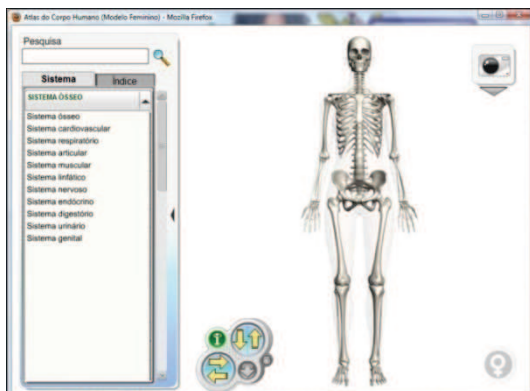 Atlas do Corpo Humano (Modelo Feminino) - Mozilla Firefox
Pesquisa
Sistema Índice
SISTEMA ÓSSEO
Sistema ósseo
Sistema cardiovascular
Sistema respiratório
Sistema articular
Sistema muscular
Sistema linfático
Sistema nervoso
Sistema endócrino
Sistema digestório
Sistema urinário
Sistema genital